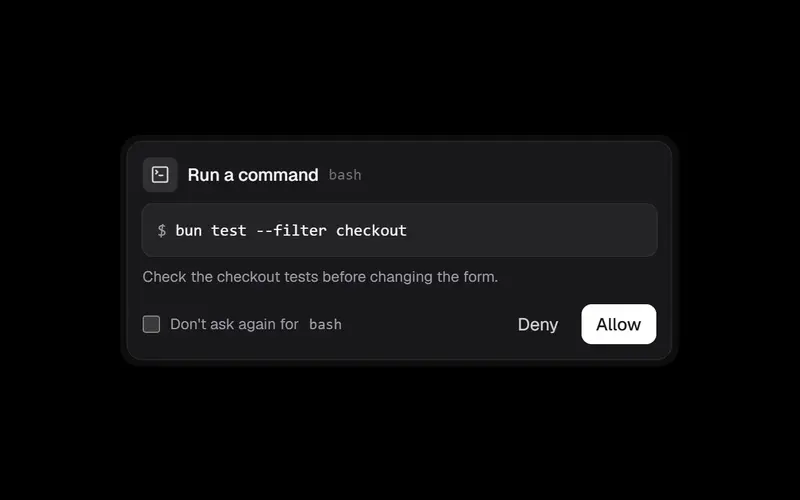 Run a command bash
$ bun test --filter checkout
Check the checkout tests before changing the form.
Don't ask again for bash
Deny
Allow